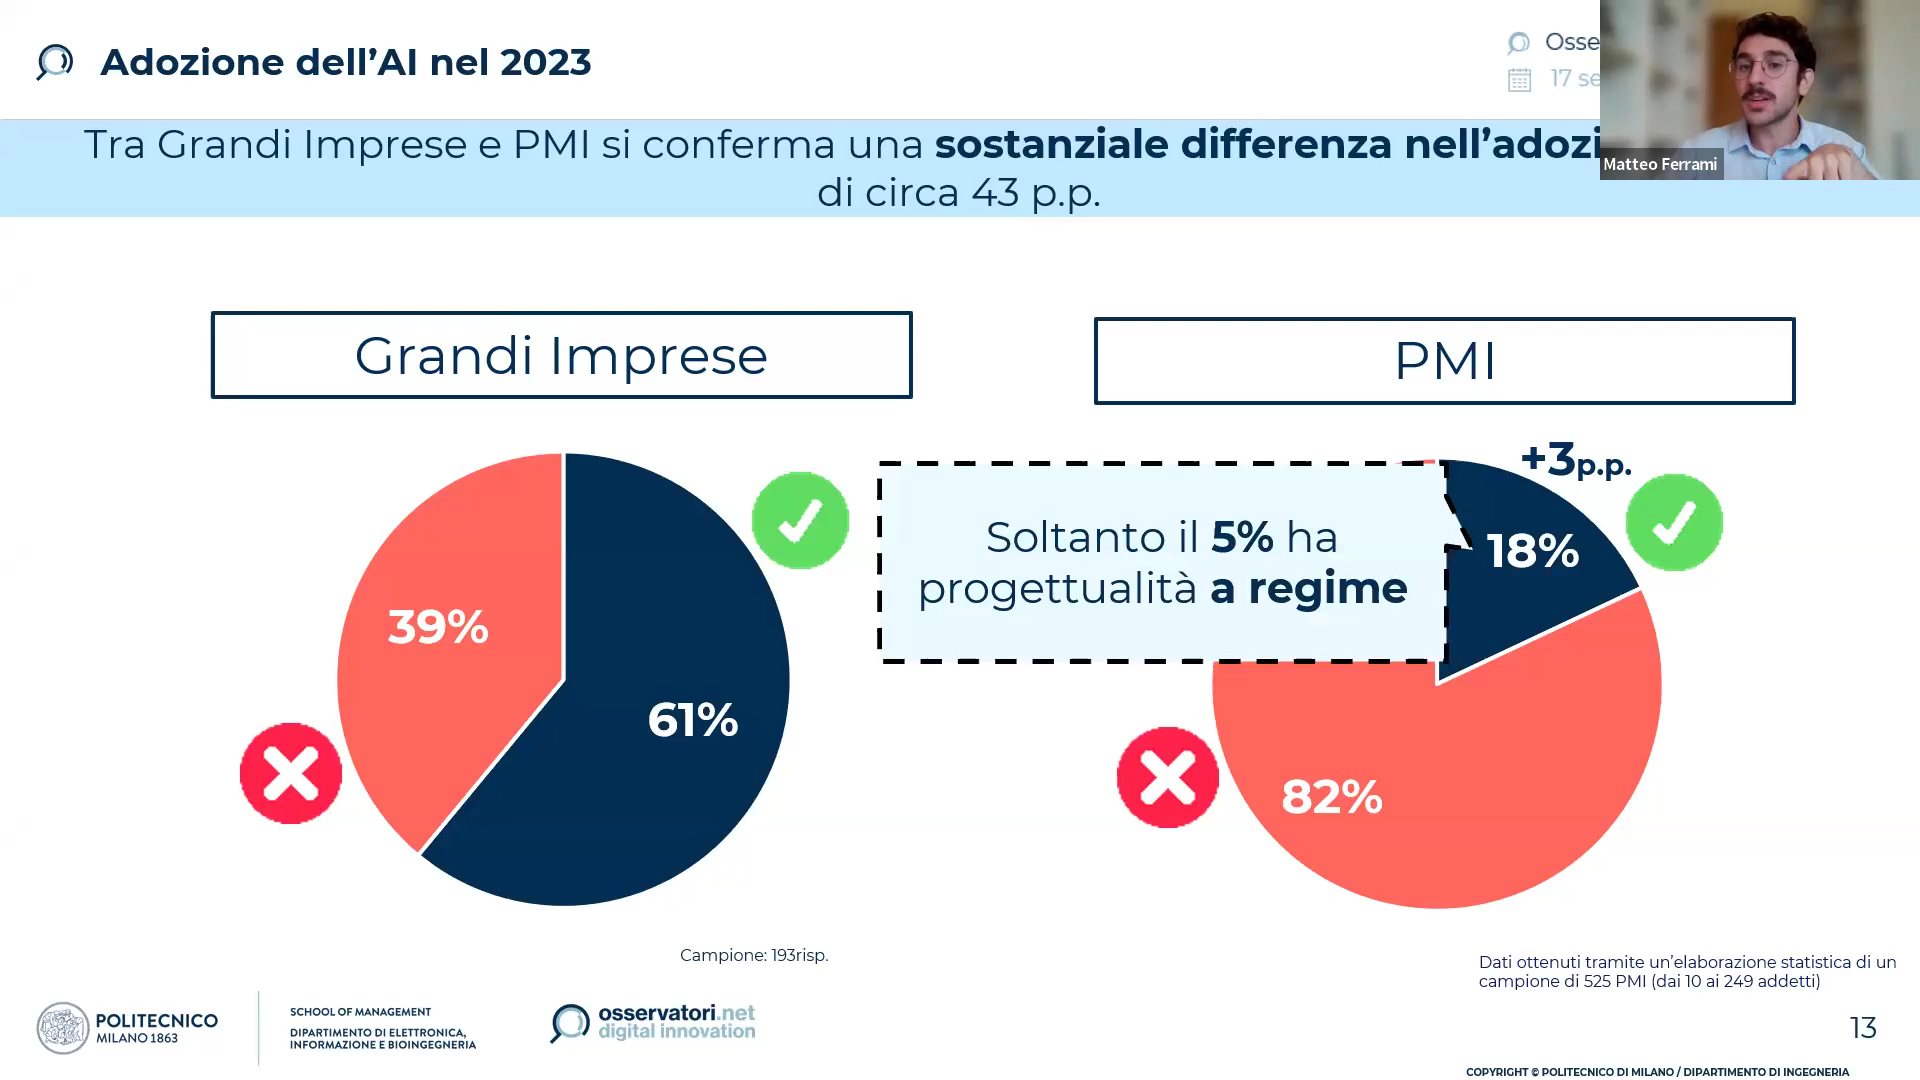 Adozione dell'AI nel 2023
17
Matteo Ferrami
Tra Grandi Imprese e PMI si conferma una sostanziale differenza
di circa 43 p.p.
Grandi Imprese
PMI
+3p.p.
Soltanto il 5% ha
progettualità a regime
18%
39%
61%
82%
Campione: 193risp.
Dati ottenuti tramite un'elaborazione statistica di un
campione di 525 PMI (dai 10 ai 249 addetti)
POLITECNICO
MILANO 1863
SCHOOL OF MANAGEMENT
DIPARTIMENTO DI ELETTRONICA,
INFORMAZIONE E BIOINGEGNERIA
osservatori.net
digital innovation
13
COPYRIGHT © POLITECNICO DI MILANO / DIPARTIMENTO DI INGEGNERIA